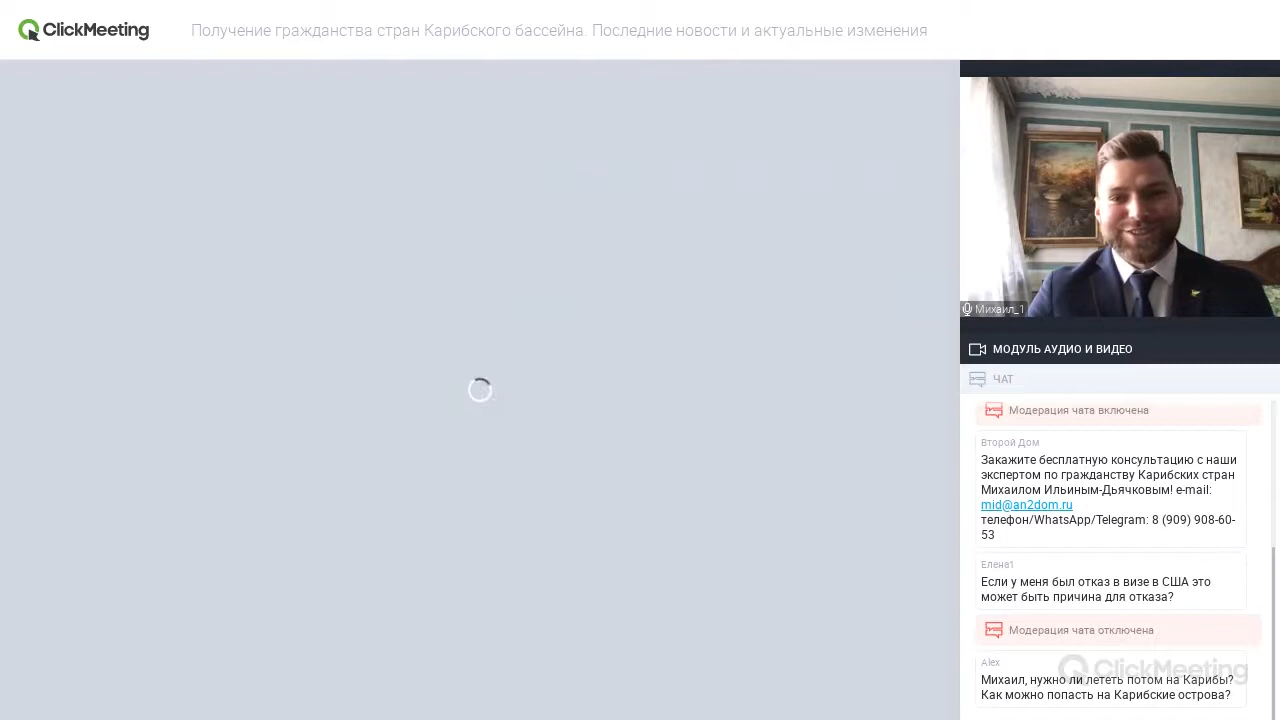 ClickMeeting
Получение гражданства стран Карибского бассейна. Последние новости и актуальные изменения
Михаил_1
МОДУЛЬ АУДИО И ВИДЕО
ЧАТ
Модерация чата включена
Второй Дом
Закажите бесплатную консультацию с наши
экспертом по гражданству Карибских стран
Михаилом Ильиным-Дьячковым! e-mail:
mid@an2dom.ru
телефон/WhatsApp/Telegram: 8 (909) 908-60-
53
Елена1
Если у меня был отказ в визе в США это
может быть причина для отказа?
Модерация чата отключена
Alex
ClickMeeting
Михаил, нужно ли лететь потом на Карибы?
Как можно попасть на Карибские острова?